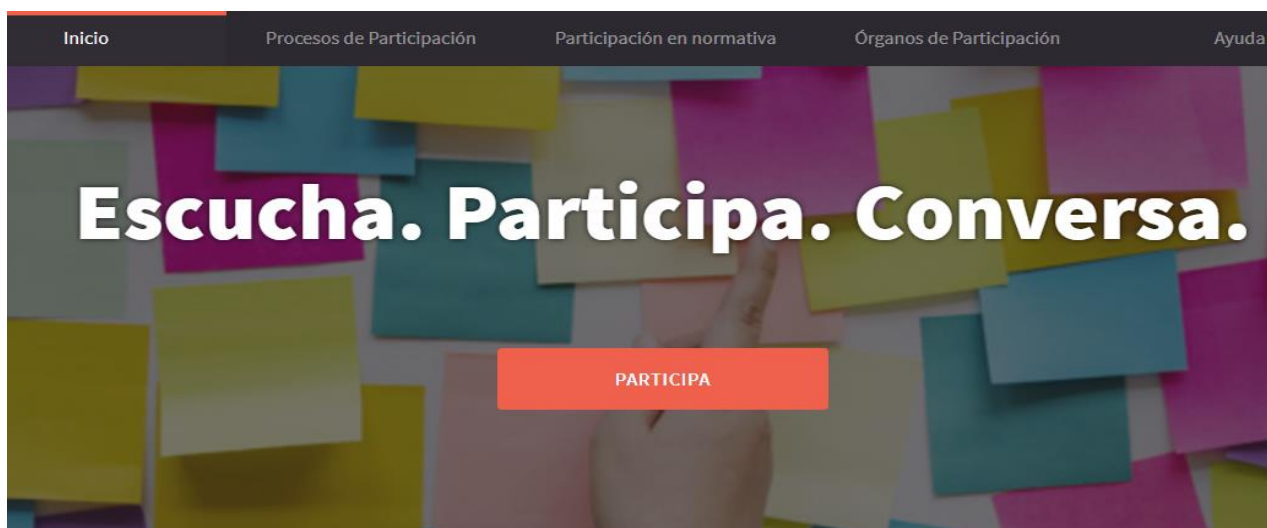 Inicio Procesos de Participación Participación en normativa Órganos de Participación Ayuda
Escucha. Participa. Conversa.
PARTICIPA